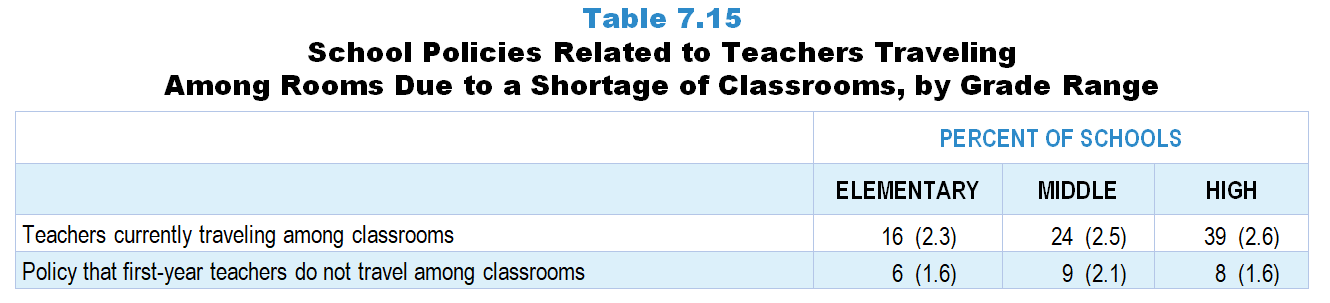 Table 7.15
School Policies Related to Teachers Traveling
Among Rooms Due to a Shortage of Classrooms, by Grade Range
PERCENT OF SCHOOLS
ELEMENTARY MIDDLE HIGH
Teachers currently traveling among classrooms 16 (2.3) 24 (2.5) 39 (2.6)
Policy that first-year teachers do not travel among classrooms 6 (1.6) 9 (2.1) 8 (1.6)